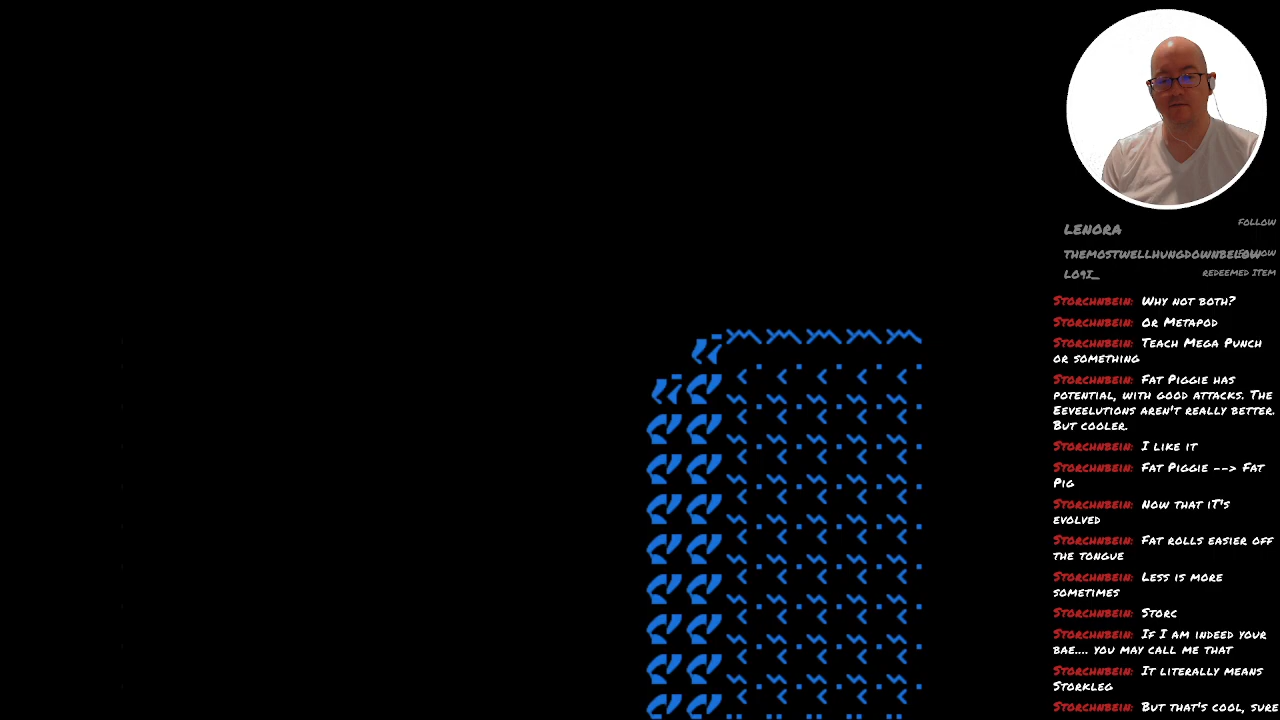 LENORA
FOLLOW
THEMOSTWELLHUNGDOWNBELOW
LO9I_
REDEEMED ITEM
STORCHNBEIN: WHY NOT BOTH?
STORCHNBEIN: OR METAPOD
STORCHNBEIN: TEACH MEGA PUNCH
OR SOMETHING
STORCHNBEIN: FAT PIGGIE HAS
POTENTIAL, WITH GOOD ATTACKS. THE
EEVEELUTIONS AREN'T REALLY BETTER.
BUT COOLER.
STORCHNBEIN: I LIKE IT
STORCHNBEIN: FAT PIGGIE --> FAT
PIG
STORCHNBEIN: NOW THAT IT'S
EVOLVED
STORCHNBEIN: FAT ROLLS EASIER OFF
THE TONGUE
STORCHNBEIN: LESS IS MORE
SOMETIMES
STORCHNBEIN: STORC
STORCHNBEIN: IF I AM INDEED YOUR
BAE.... YOU MAY CALL ME THAT
STORCHNBEIN: IT LITERALLY MEANS
STORKLEG
STORCHNBEIN: BUT THAT'S COOL, SURE